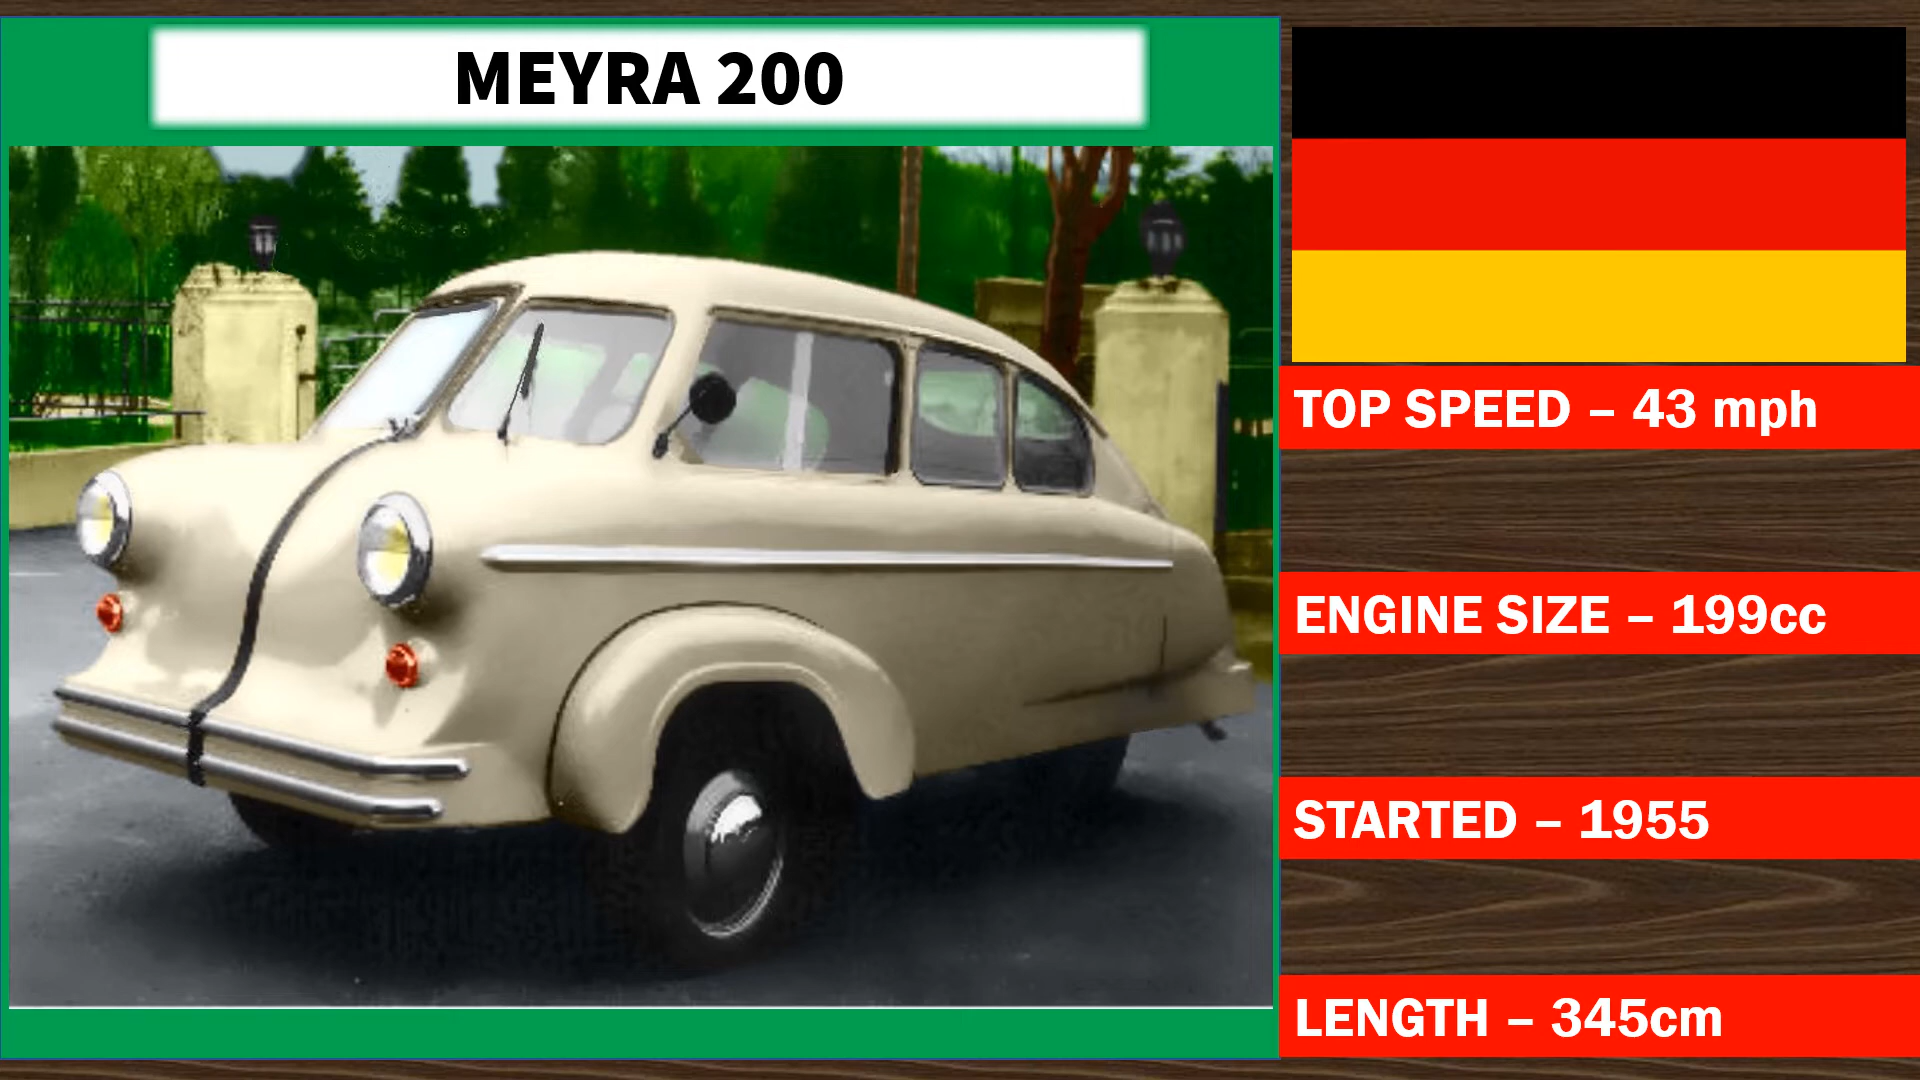 MEYRA 200
TOP SPEED – 43 mph
ENGINE SIZE – 199cc
STARTED – 1955
LENGTH – 345cm